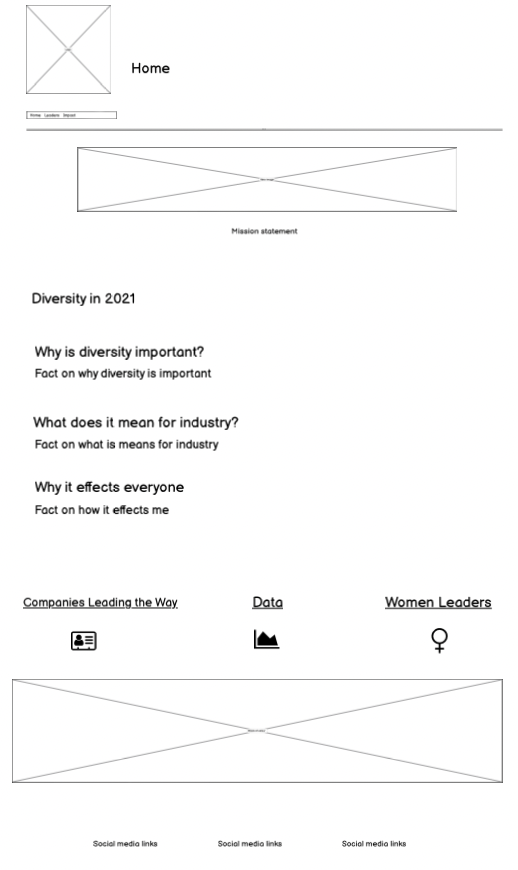 Home
Home Leaders Impact
Mission statement
Diversity in 2021
Why is diversity important?
Fact on why diversity is important
What does it mean for industry?
Fact on what is means for industry
Why it effects everyone
Fact on how it effects me
Companies Leading the Way
Data
Women Leaders
Social media links
Social media links
Social media links